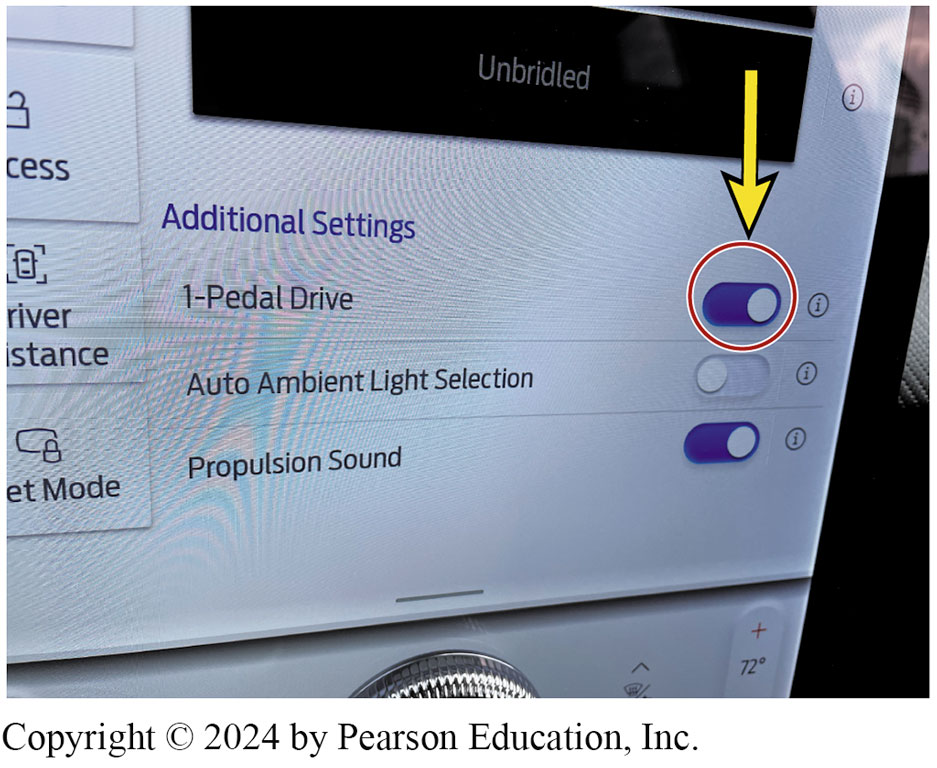 Unbridled
cess
Additional Settings
1-Pedal Drive
river
istance
Auto Ambient Light Selection
et Mode
Propulsion Sound
72°
Copyright © 2024 by Pearson Education, Inc.